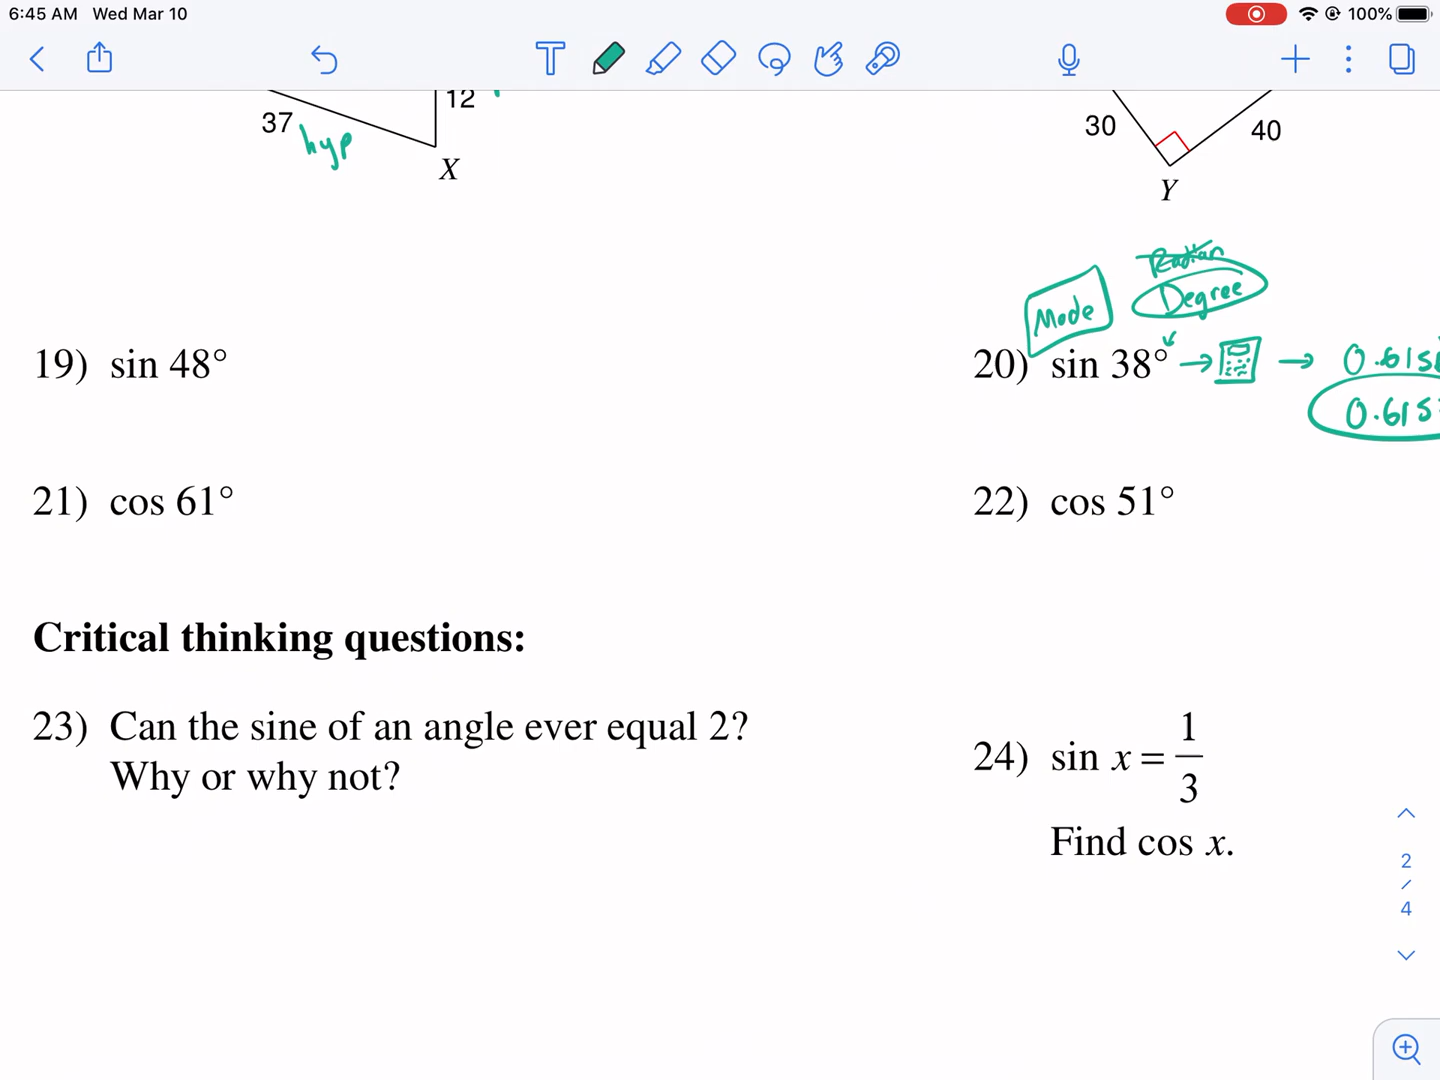 6:45 AM Wed Mar 10
100%
12
37
hyp
X
30
40
Y
Radian
Mode
Degree
19) sin 48°
20) sin 38°
21) cos 61°
22) cos 51°
Critical thinking questions:
23) Can the sine of an angle ever equal 2?
Why or why not?
24) sin x = 1/3
Find cos x.
2
/
4